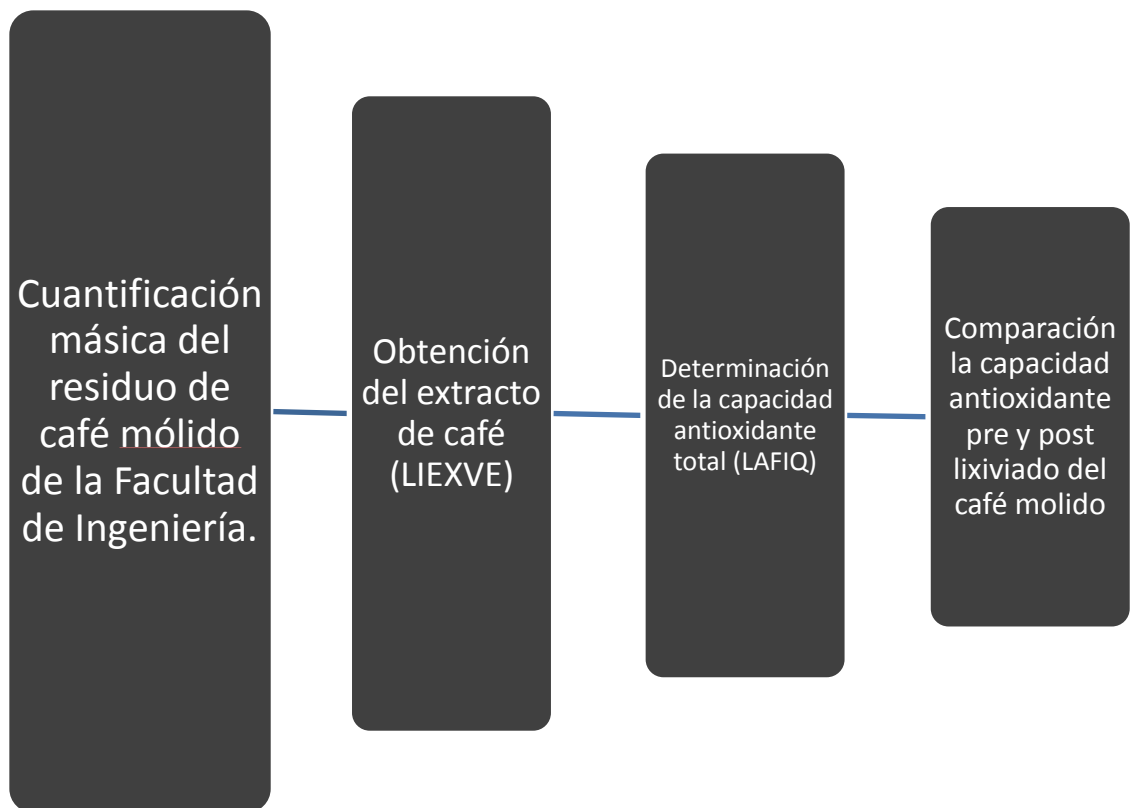 Cuantificación
másica del
residuo de
café mólido
de la Facultad
de Ingeniería.
Obtención
del extracto
de café
(LIEXVE)
Determinación
de la capacidad
antioxidante
total (LAFIQ)
Comparación
la capacidad
antioxidante
pre y post
lixiviado del
café molido